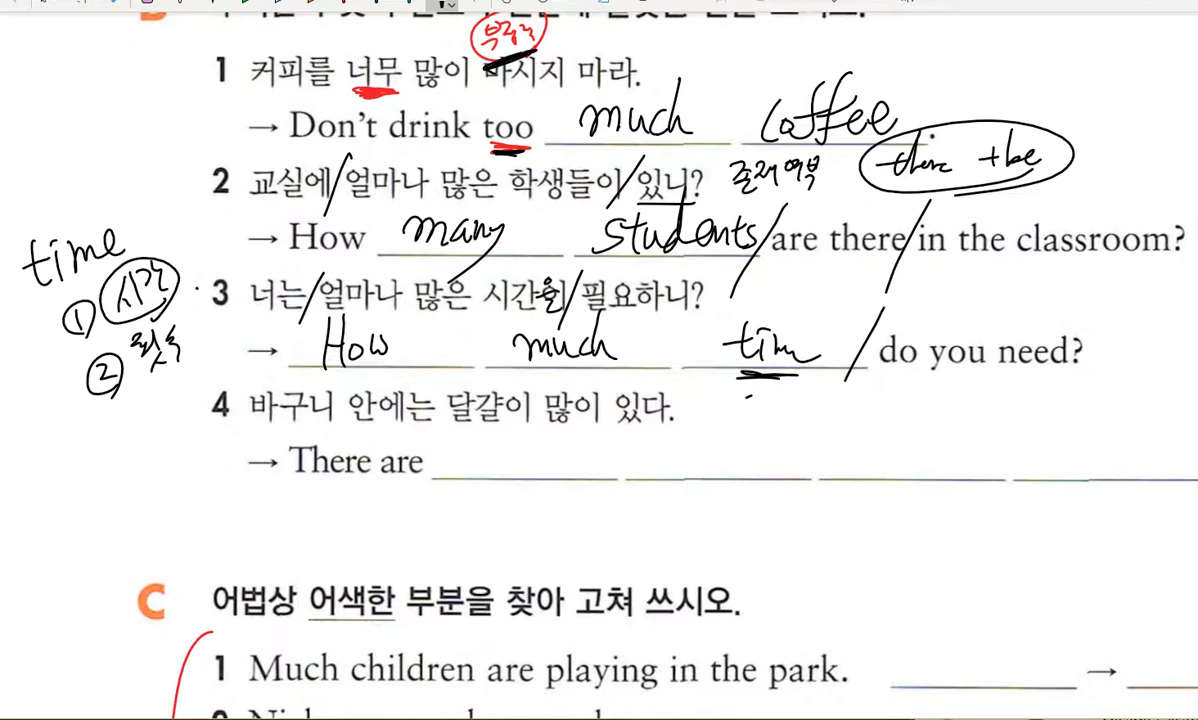 부정어
1 커피를 너무 많이 마시지 마라.
→ Don't drink too much coffee.
there + be
2 교실에/얼마나 많은 학생들이/있니? 존재여부
→ How many students/are there/in the classroom?
time
① 시간
3 너는/얼마나 많은 시간을/필요하니?
② 횟수
→ How much time/do you need?
4 바구니 안에는 달걀이 많이 있다.
→ There are
C 어법상 어색한 부분을 찾아 고쳐 쓰시오.
1 Much children are playing in the park. →